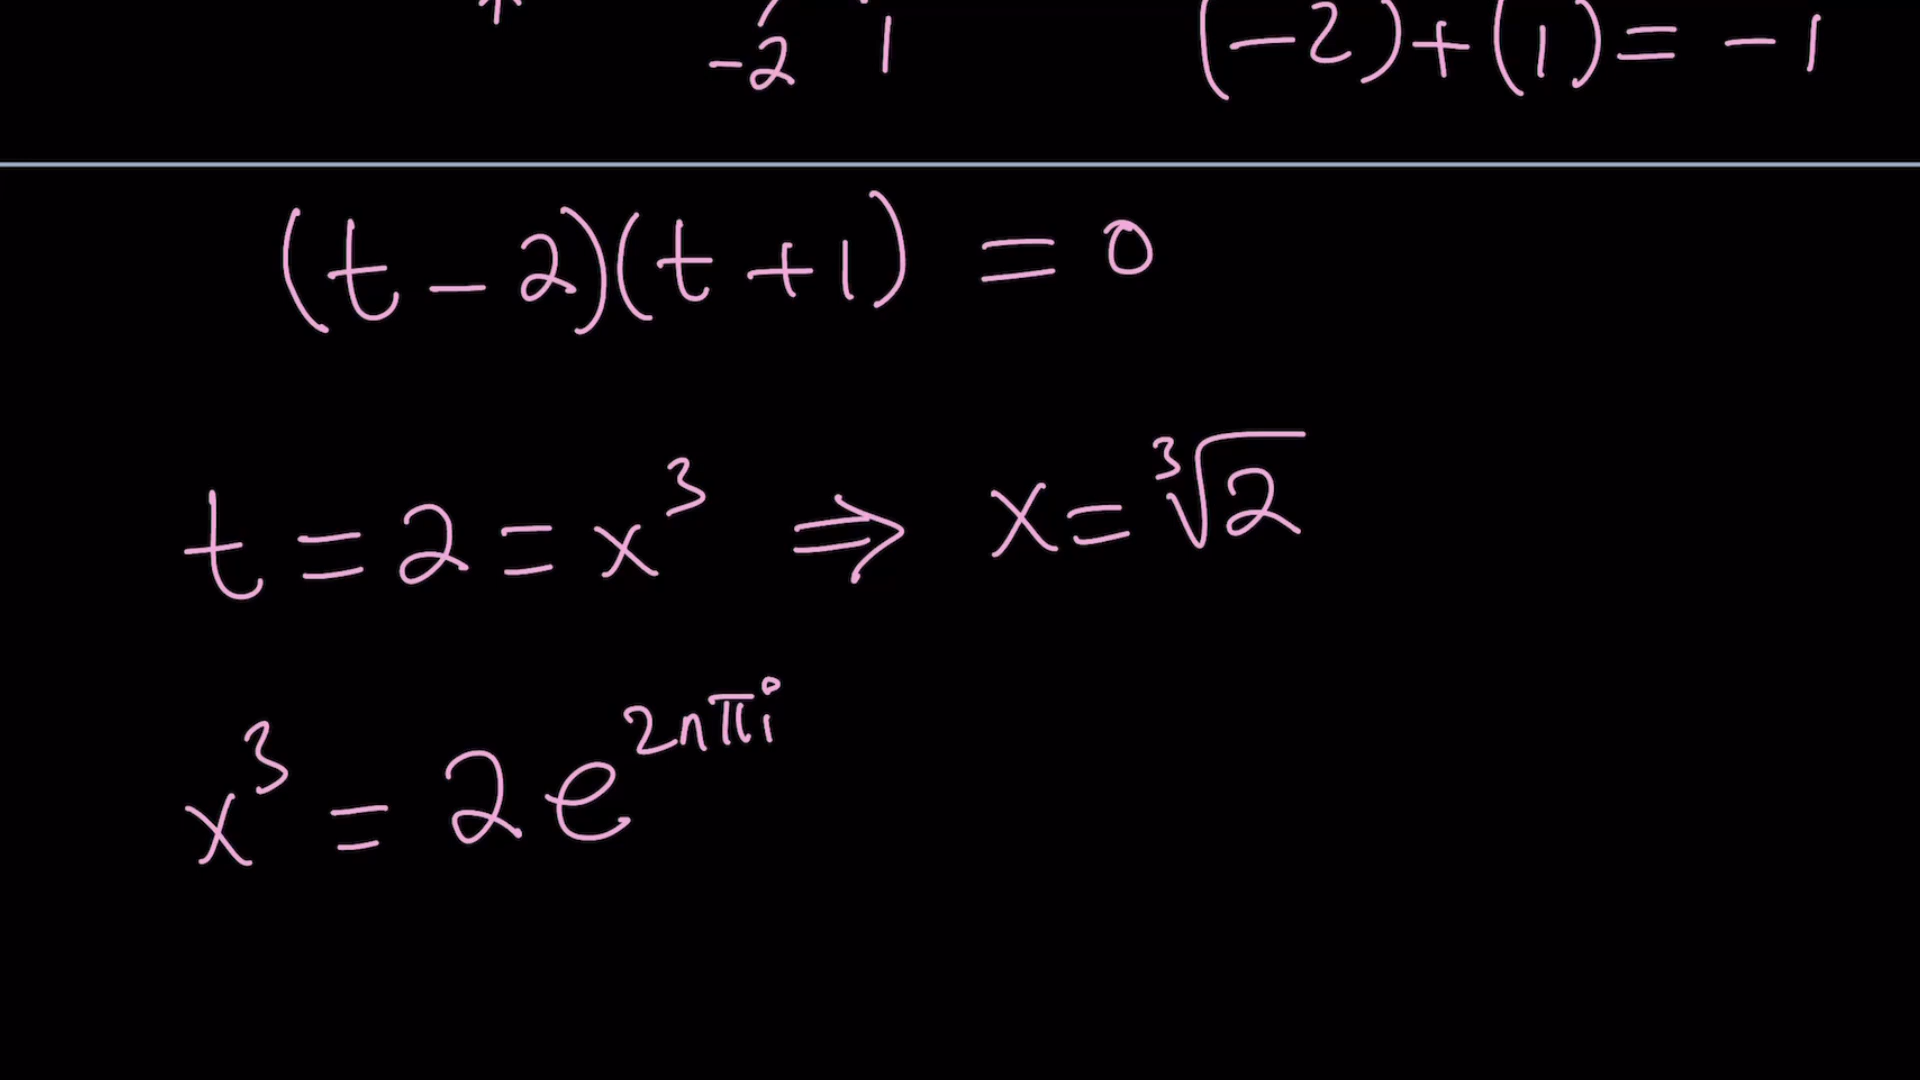 -2 1 (-2)+(1)= -1
(t-2)(t+1) = 0
t=2=x³ ⇒ x=∛2
x³ = 2e^{2nπi}